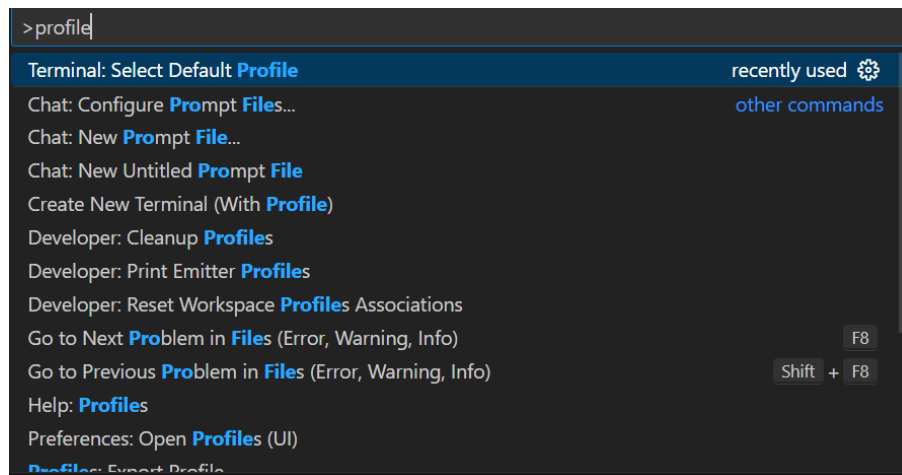 >profile
Terminal: Select Default Profile recently used
Chat: Configure Prompt Files... other commands
Chat: New Prompt File...
Chat: New Untitled Prompt File
Create New Terminal (With Profile)
Developer: Cleanup Profiles
Developer: Print Emitter Profiles
Developer: Reset Workspace Profiles Associations
Go to Next Problem in Files (Error, Warning, Info) F8
Go to Previous Problem in Files (Error, Warning, Info) Shift + F8
Help: Profiles
Preferences: Open Profiles (UI)
Profiles: Export Profile